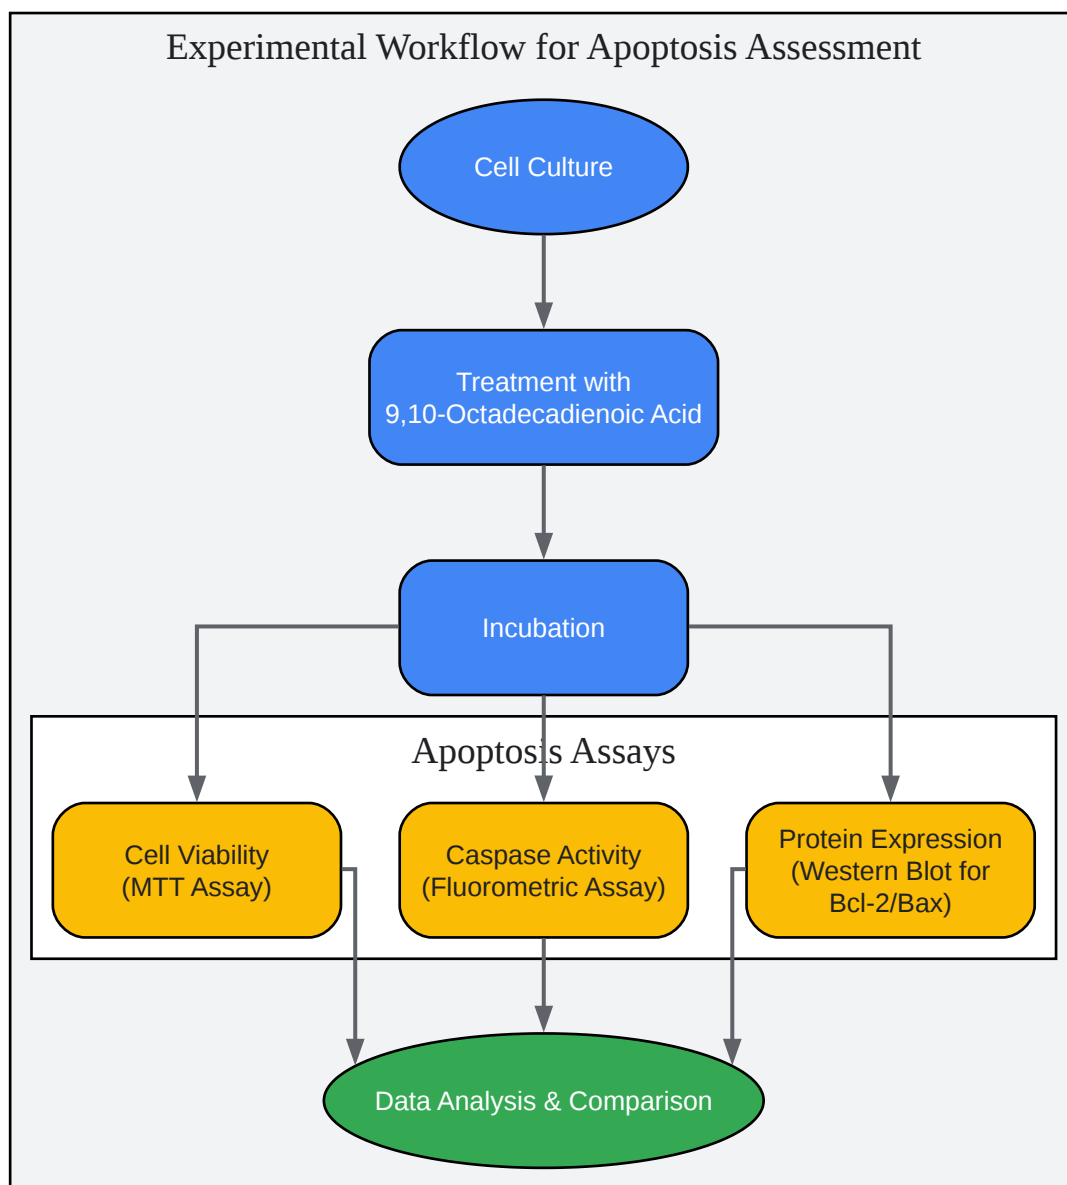 Experimental Workflow for Apoptosis Assessment
Cell Culture
Treatment with
9,10-Octadecadienoic Acid
Incubation
Apoptosis Assays
Cell Viability
(MTT Assay)
Caspase Activity
(Fluorometric Assay)
Protein Expression
(Western Blot for
Bcl-2/Bax)
Data Analysis & Comparison